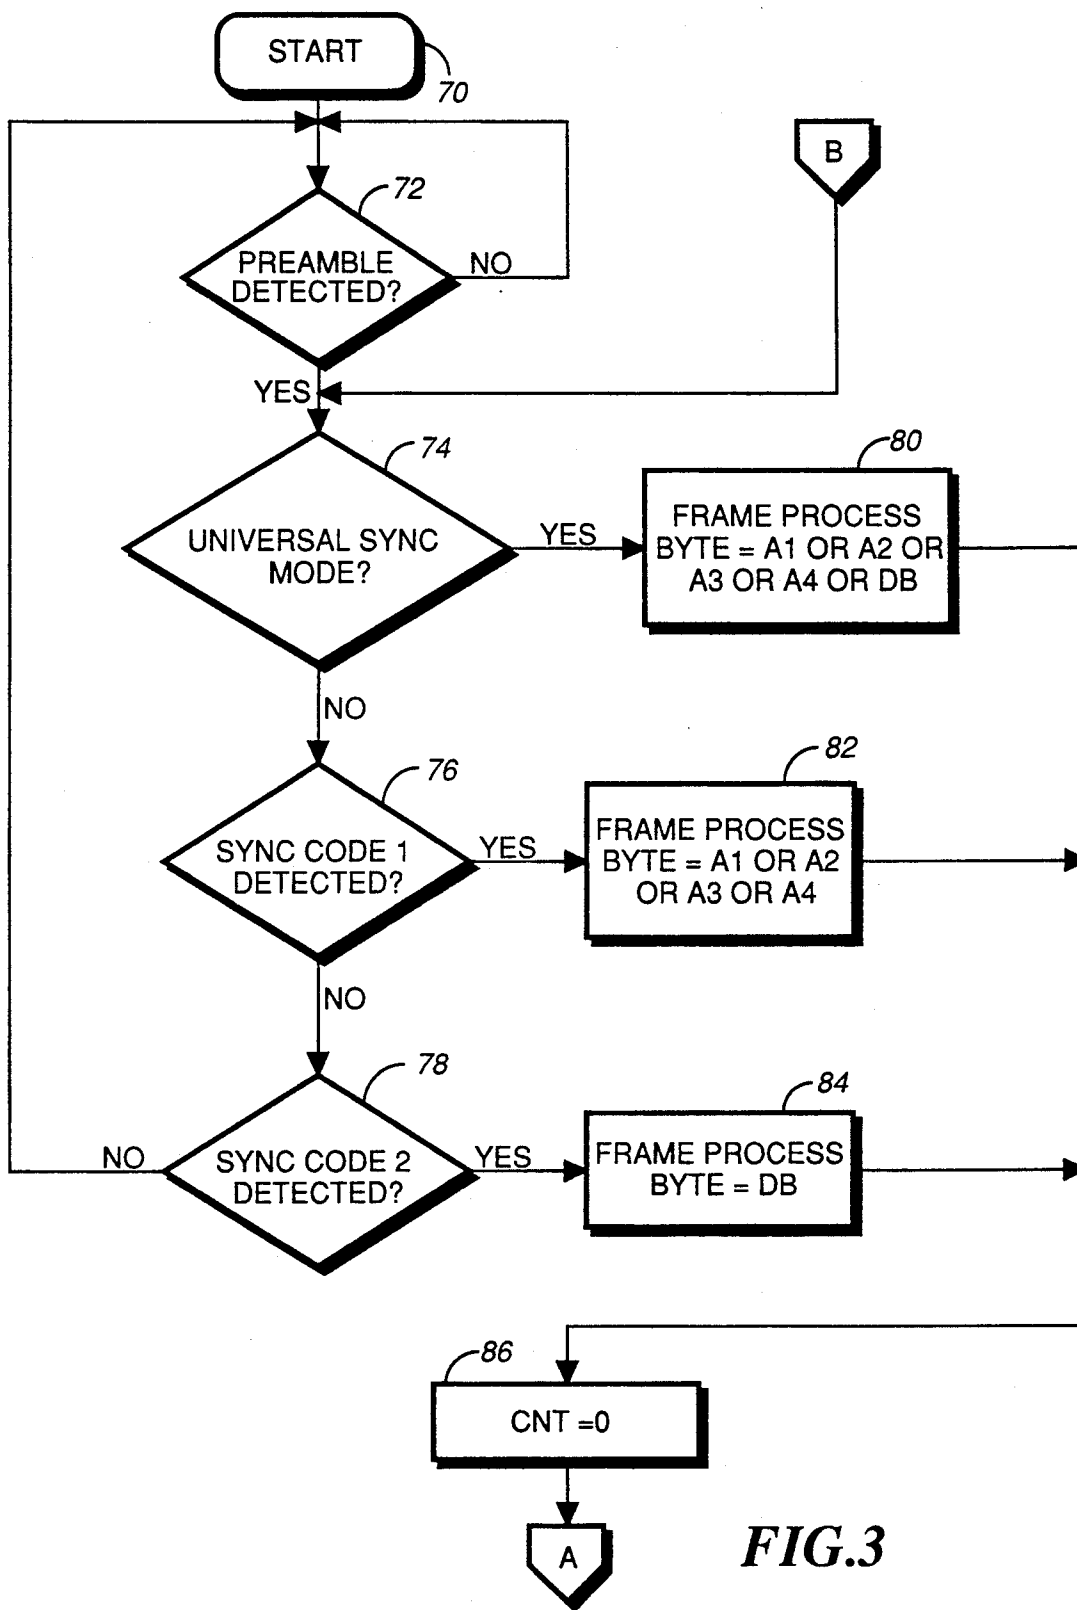 START
70
B
72
PREAMBLE
DETECTED?
NO
YES
74
UNIVERSAL SYNC
MODE?
YES
80
FRAME PROCESS
BYTE = A1 OR A2 OR
A3 OR A4 OR DB
NO
76
SYNC CODE 1
DETECTED?
YES
82
FRAME PROCESS
BYTE = A1 OR A2
OR A3 OR A4
NO
78
SYNC CODE 2
DETECTED?
NO
YES
84
FRAME PROCESS
BYTE = DB
86
CNT =0
A
FIG.3